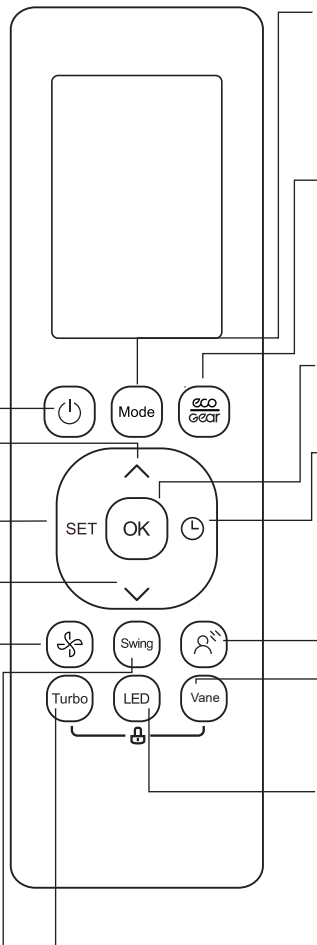 Mode
eco
Gear
SET
OK
Swing
Turbo
LED
Vane